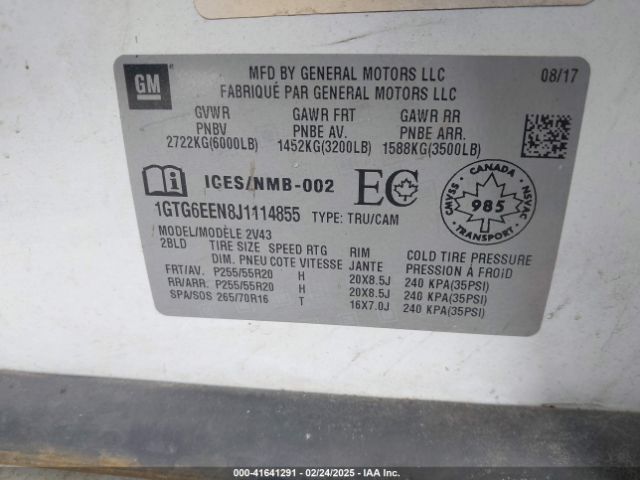 GM
MFD BY GENERAL MOTORS LLC 08/17
FABRIQUÉ PAR GENERAL MOTORS LLC
GVWR GAWR FRT GAWR RR
PNBV PNBE AV. PNBE ARR.
2722KG(6000LB) 1452KG(3200LB) 1588KG(3500LB)
ICES/NMB-002 EC
CANADA
CMVSS NSVAC
985
TRANSPORT
1GTG6EEN8J1114855 TYPE: TRU/CAM
MODEL/MODÈLE 2V43
2BLD TIRE SIZE SPEED RTG RIM COLD TIRE PRESSURE
DIM. PNEU COTE VITESSE JANTE PRESSION À FROID
FRT/AV. P255/55R20 H 20X8.5J 240 KPA(35PSI)
RR/ARR: P255/55R20 H 20X8.5J 240 KPA(35PSI)
SPA/SOS 265/70R16 T 16X7.0J 240 KPA(35PSI)
000-41641291 - 02/24/2025 - IAA, Inc.